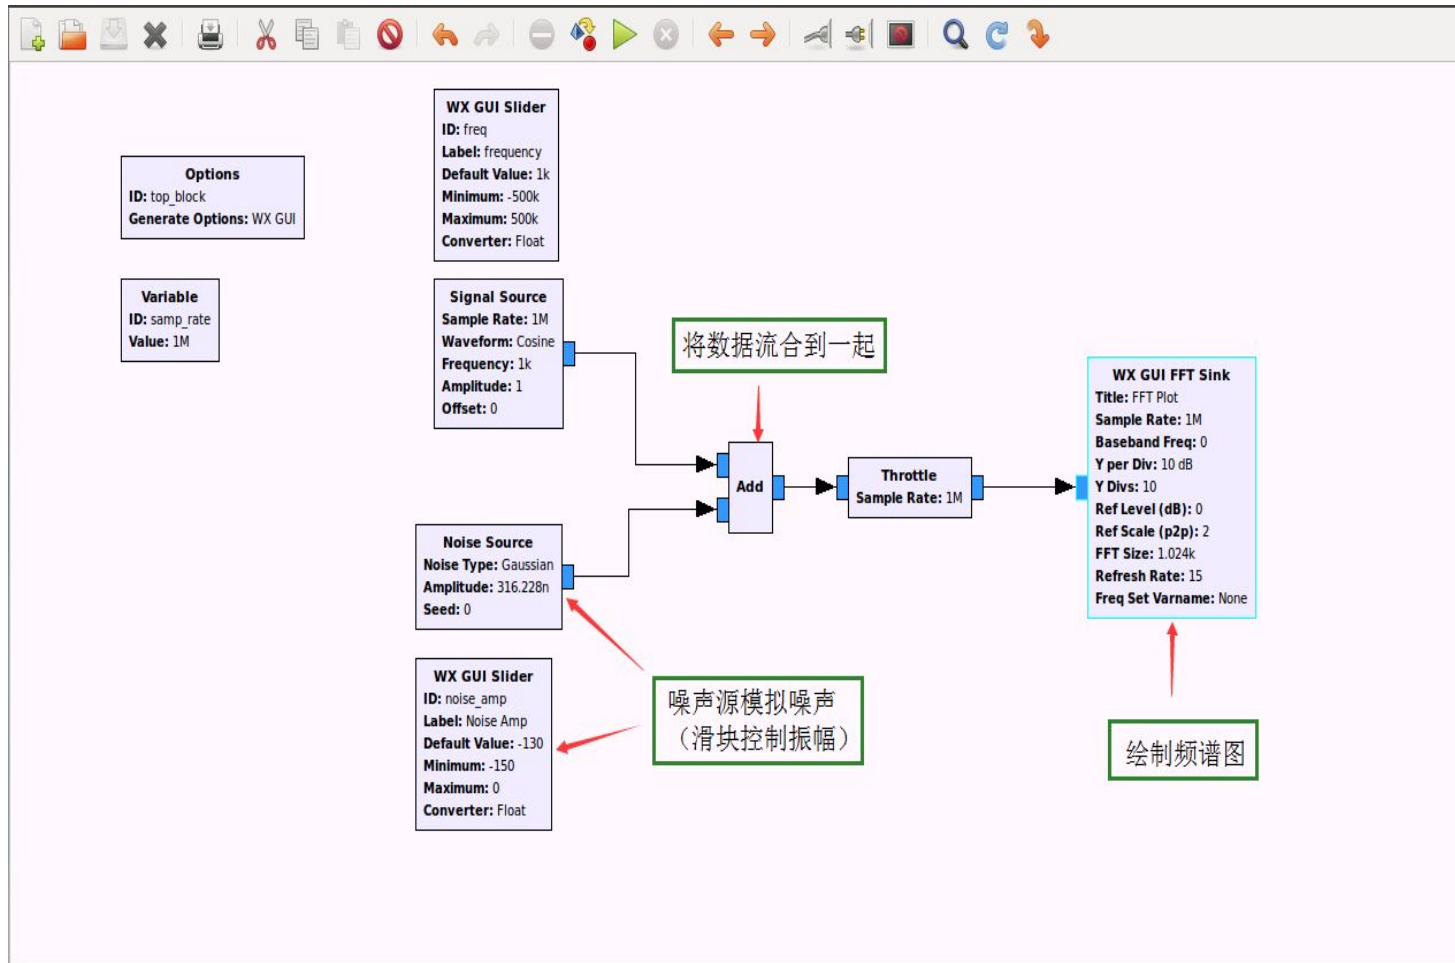 WX GUI Slider
ID: freq
Label: frequency
Default Value: 1k
Minimum: -500k
Maximum: 500k
Converter: Float
Options
ID: top_block
Generate Options: WX GUI
Variable
ID: samp_rate
Value: 1M
Signal Source
Sample Rate: 1M
Waveform: Cosine
Frequency: 1k
Amplitude: 1
Offset: 0
将数据流合到一起
Add
Throttle
Sample Rate: 1M
WX GUI FFT Sink
Title: FFT Plot
Sample Rate: 1M
Baseband Freq: 0
Y per Div: 10 dB
Y Divs: 10
Ref Level (dB): 0
Ref Scale (p2p): 2
FFT Size: 1.024k
Refresh Rate: 15
Freq Set Varname: None
Noise Source
Noise Type: Gaussian
Amplitude: 316.228n
Seed: 0
WX GUI Slider
ID: noise_amp
Label: Noise Amp
Default Value: -130
Minimum: -150
Maximum: 0
Converter: Float
噪声源模拟噪声
（滑块控制振幅）
绘制频谱图